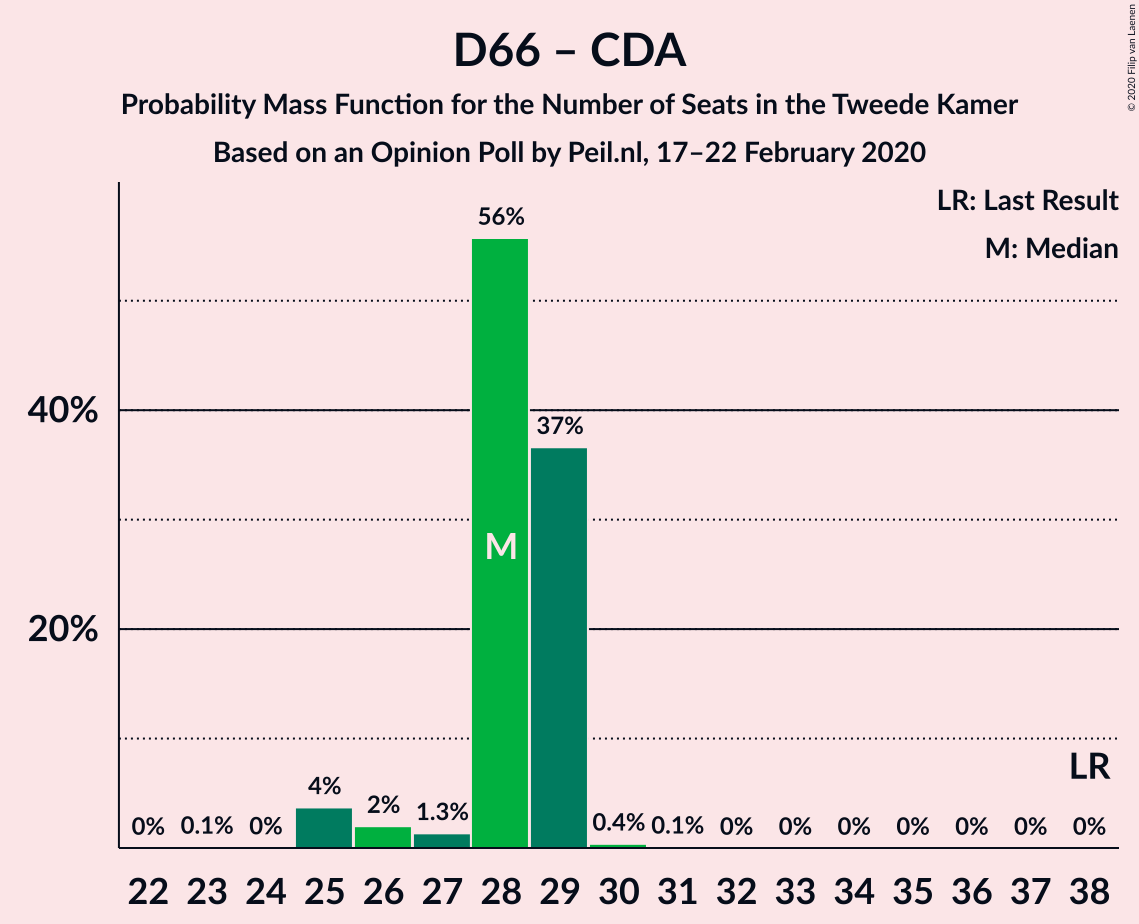 D66 – CDA
Probability Mass Function for the Number of Seats in the Tweede Kamer
Based on an Opinion Poll by Peil.nl, 17–22 February 2020
© 2020 Filip van Laenen
LR: Last Result
M: Median
56%
40%
37%
M
20%
LR
0% 0.1% 0% 4% 2% 1.3% 0.4% 0.1% 0% 0% 0% 0% 0% 0% 0%
22 23 24 25 26 27 28 29 30 31 32 33 34 35 36 37 38